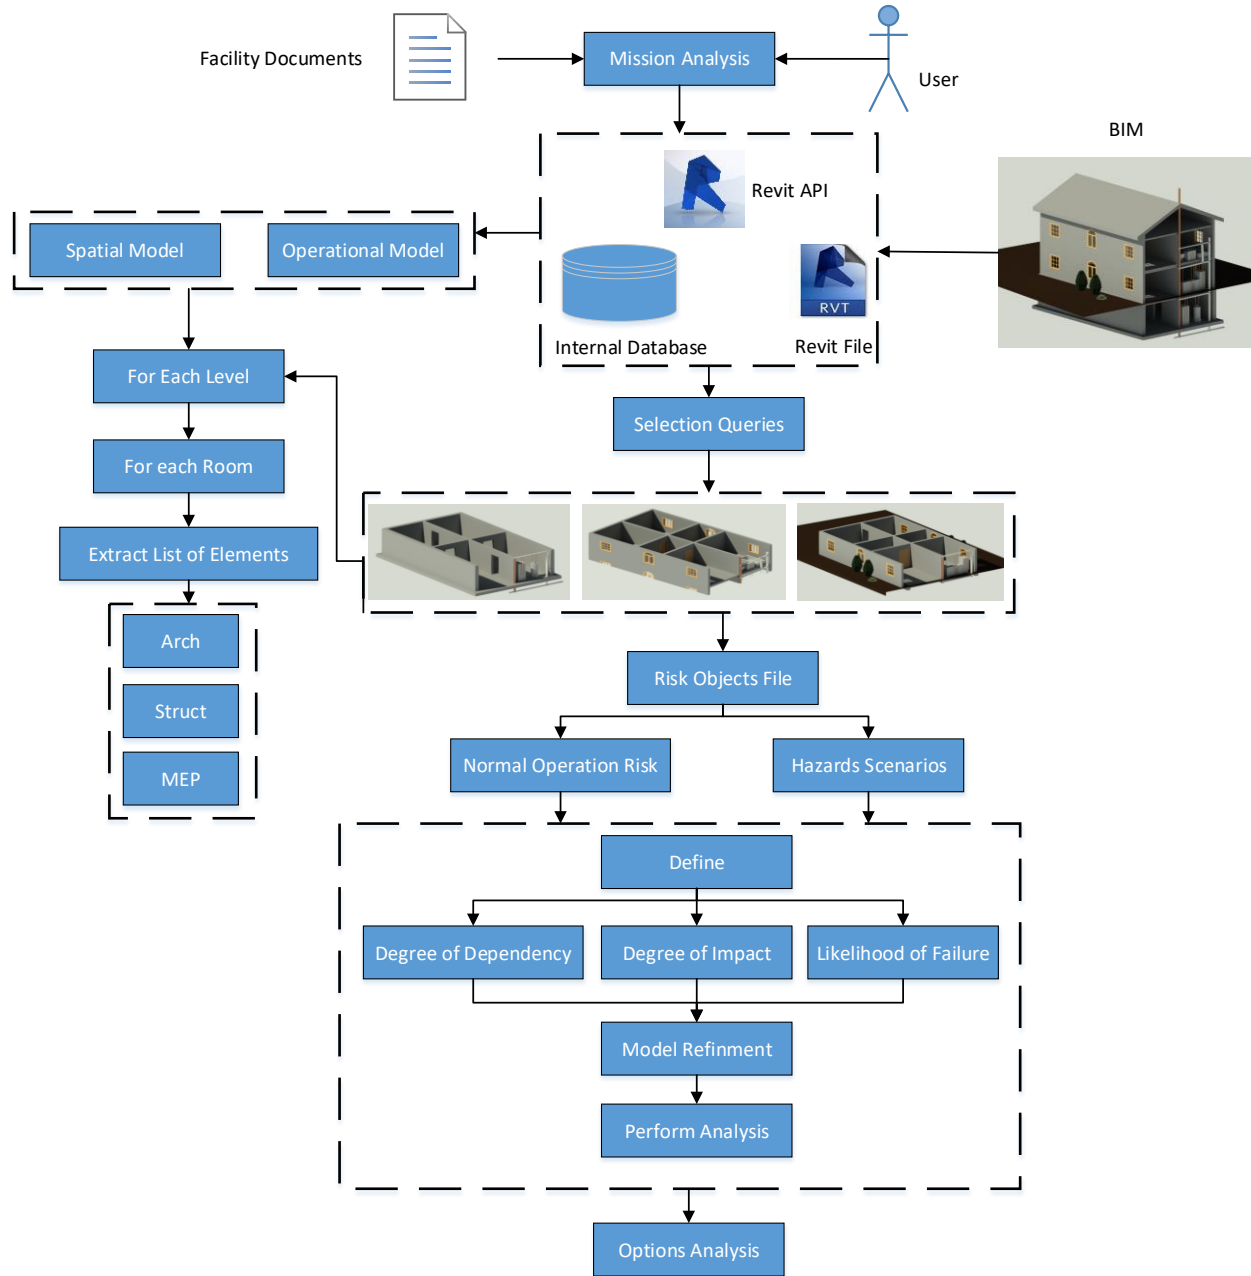 Facility Documents
Mission Analysis
User
BIM
Revit API
Spatial Model
Operational Model
RVT
Internal Database
Revit File
For Each Level
Selection Queries
For each Room
Extract List of Elements
Arch
Struct
MEP
Risk Objects File
Normal Operation Risk
Hazards Scenarios
Define
Degree of Dependency
Degree of Impact
Likelihood of Failure
Model Refinment
Perform Analysis
Options Analysis